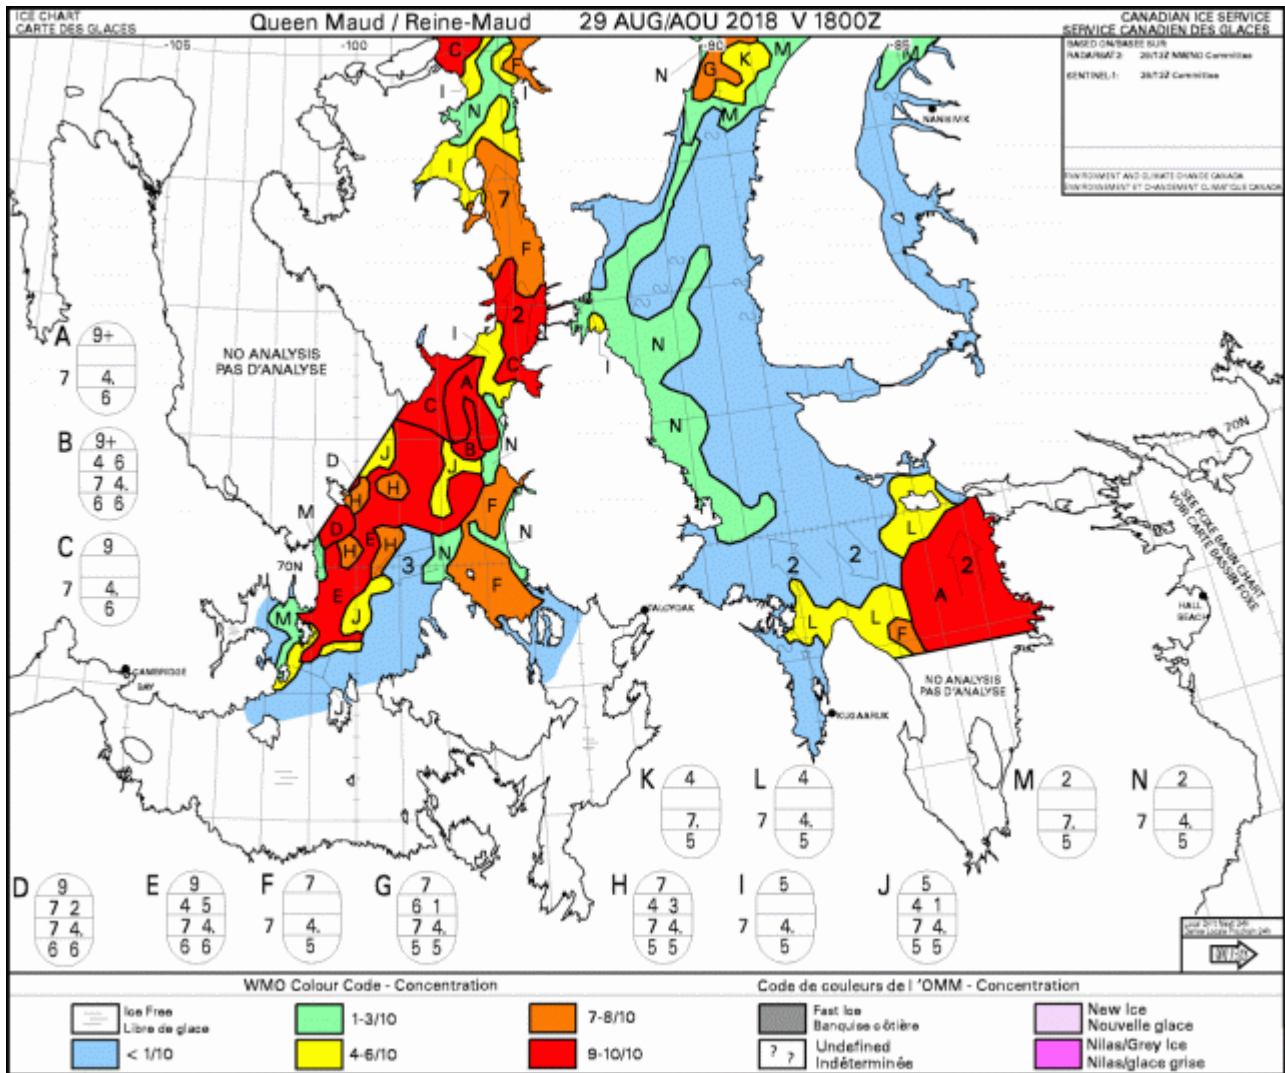 ICE CHART
CARTE DES GLACES
Queen Maud / Reine-Maud 29 AUG/AOU 2018 V 1800Z
CANADIAN ICE SERVICE
SERVICE CANADIEN DES GLACES
BASED ON/BASEE SUR:
RADARSAT2:
SENTINEL-1:
ENVIRONMENT AND CLIMATE CHANGE CANADA
ENVIRONNEMENT ET CHANGEMENT CLIMATIQUE CANADA
-105
-100
-90
-85
C
F
I
I
N
N
G
K
M
M
M
NANISIVIK
I
7
F
2
C
I
N
I
N
NO ANALYSIS
PAS D'ANALYSE
A
C
B
N
J
J
D
H
H
M
D
H
E
H
F
N
N
3
F
70N
E
J
M
2
2
L
2
A
L
L
F
70N
SEE FOXE BASIN CHART
VOIR CARTE BASSIN FOXE
HALL
BEACH
TALOYOAK
CAMBRIDGE
BAY
KUGAARUK
NO ANALYSIS
PAS D'ANALYSE
A
9+
7 4.
6
B
9+
4 6
7 4.
6 6
C
9
7 4.
6
K
4
7.
5
L
4
7 4.
5
M
2
7.
5
N
2
7 4.
5
D
9
7 2
7 4.
6 6
E
9
4 5
7 4.
6 6
F
7
7 4.
5
G
7
6 1
7 4.
5 5
H
7
4 3
7 4.
5 5
I
5
7 4.
5
J
5
4 1
7 4.
5 5
WMO Colour Code - Concentration
Code de couleurs de l 'OMM - Concentration
Ice Free
Libre de glace
< 1/10
1-3/10
4-6/10
7-8/10
9-10/10
Fast Ice
Banquise côtière
? ?
Undefined
Indéterminée
New Ice
Nouvelle glace
Nilas/Grey Ice
Nilas/glace grise